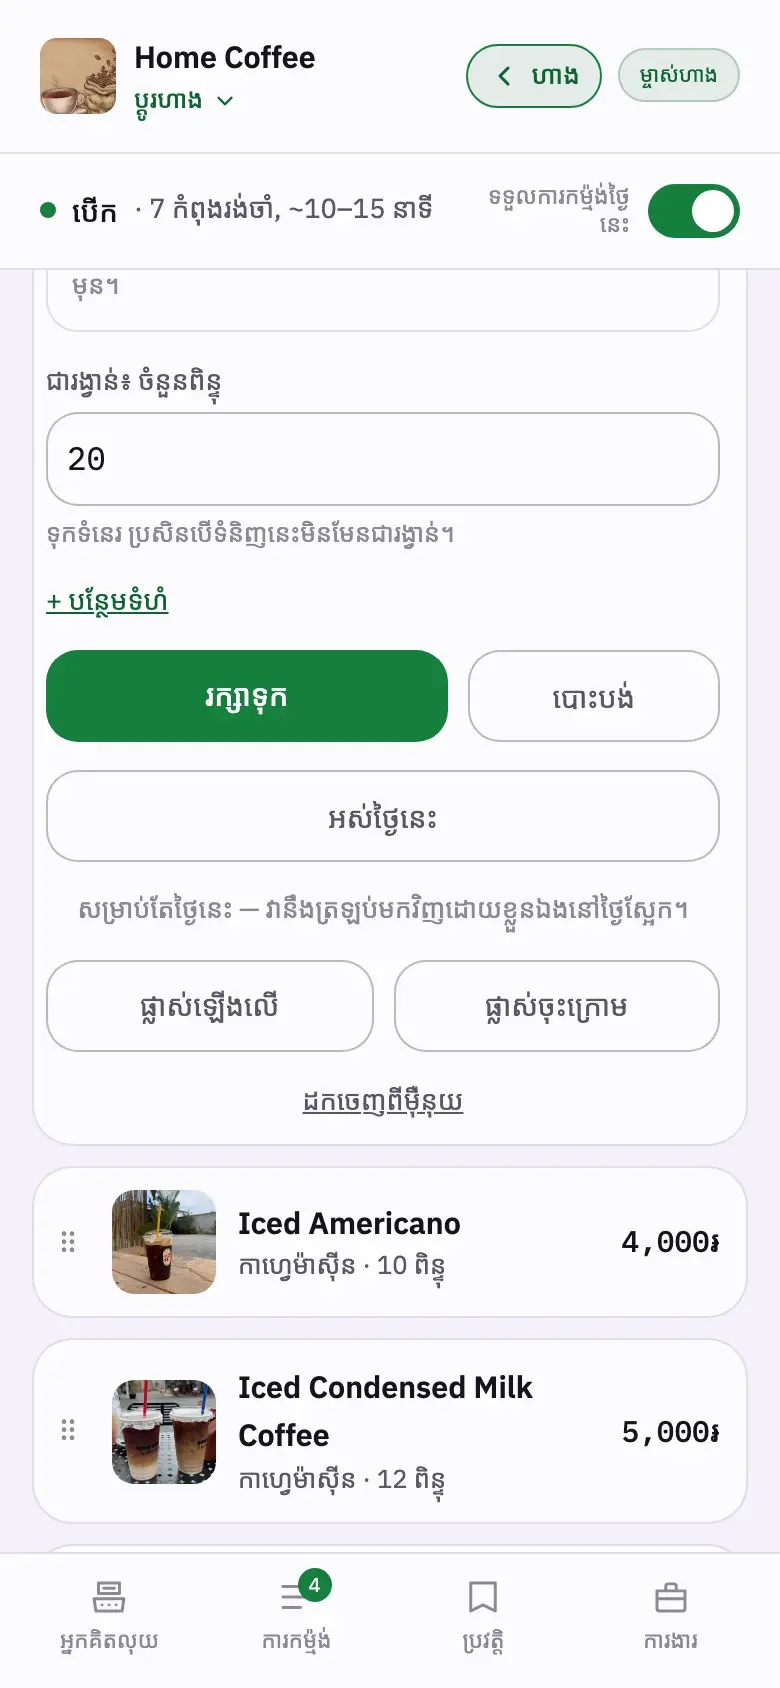 Home Coffee
ប្ដូរហាង
ហាង
ម្ចាស់ហាង
បើក · 7 កំពុងរង់ចាំ, ~10–15 នាទី
ទទួលការកម្ម៉ង់ថ្ងៃ
នេះ
មុន។
ជារង្វាន់៖ ចំនួនពិន្ទុ
20
ទុកទំនេរ ប្រសិនបើទំនិញនេះមិនមែនជារង្វាន់។
+ បន្ថែមទំហំ
រក្សាទុក
បោះបង់
អស់ថ្ងៃនេះ
សម្រាប់តែថ្ងៃនេះ — វានឹងត្រឡប់មកវិញដោយខ្លួនឯងនៅថ្ងៃស្អែក។
ផ្លាស់ឡើងលើ
ផ្លាស់ចុះក្រោម
ដកចេញពីម៉ឺនុយ
Iced Americano
កាហ្វេម៉ាស៊ីន · 10 ពិន្ទុ
4,000៛
Iced Condensed Milk
Coffee
កាហ្វេម៉ាស៊ីន · 12 ពិន្ទុ
5,000៛
4
អ្នកគិតលុយ
ការកម្ម៉ង់
ប្រវត្តិ
ការងារ